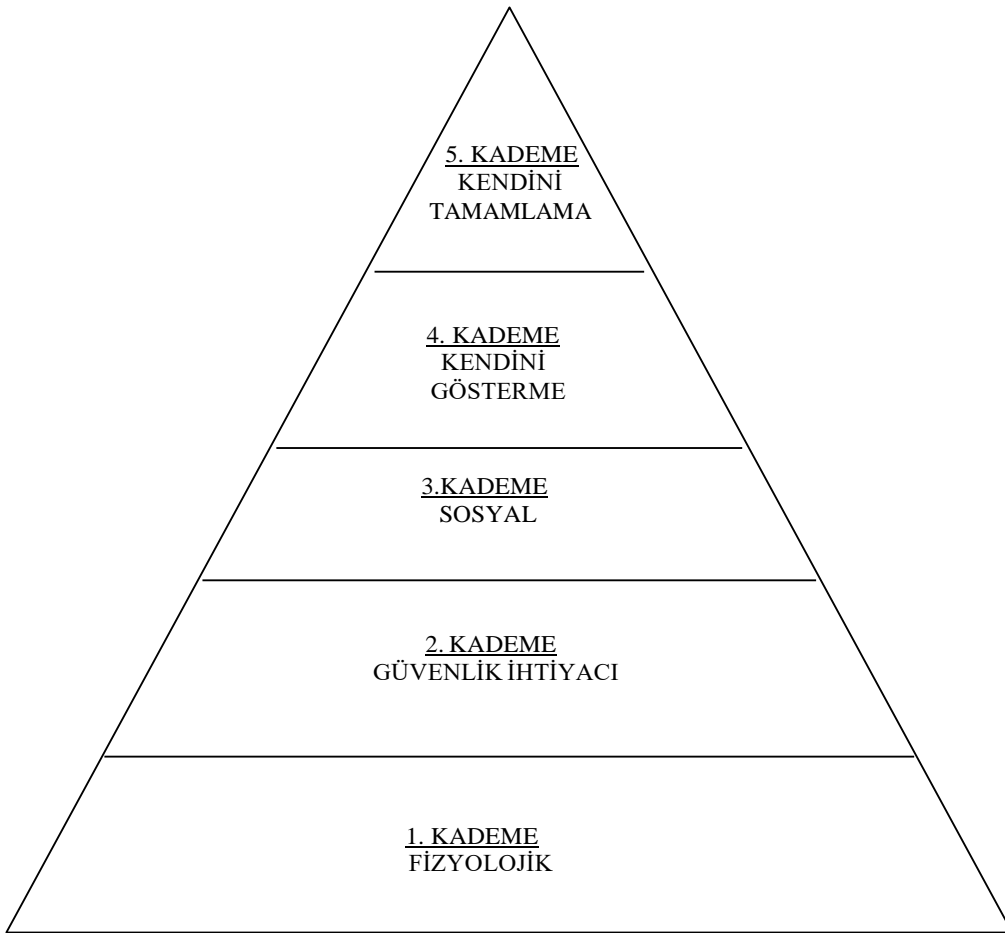 5. KADEME
KENDİNİ
TAMAMLAMA
4. KADEME
KENDİNİ
GÖSTERME
3.KADEME
SOSYAL
2. KADEME
GÜVENLİK İHTİYACI
1. KADEME
FİZYOLOJİK